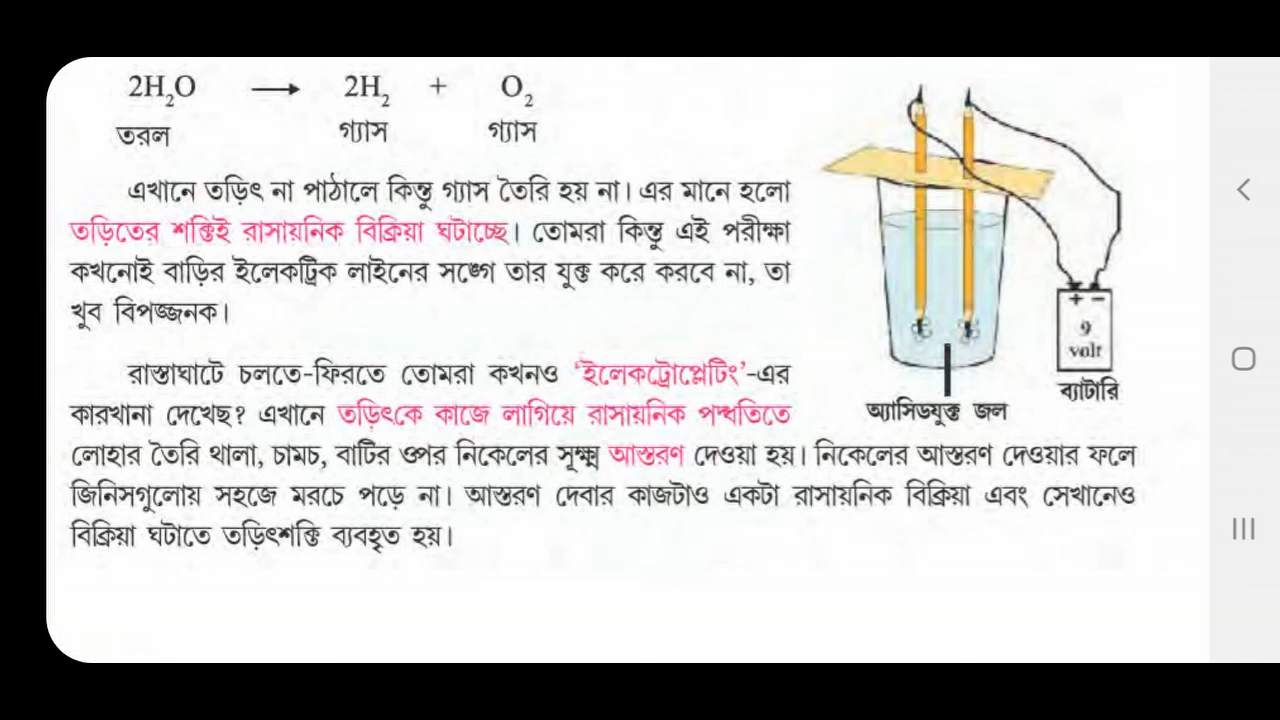 2H₂O ⟶ 2H₂ + O₂
তরল গ্যাস গ্যাস
এখানে তড়িৎ না পাঠালে কিন্তু গ্যাস তৈরি হয় না। এর মানে হলো
তড়িতের শক্তিই রাসায়নিক বিক্রিয়া ঘটাচ্ছে। তোমরা কিন্তু এই পরীক্ষা
কখনোই বাড়ির ইলেকট্রিক লাইনের সঙ্গে তার যুক্ত করে করবে না, তা
খুব বিপজ্জনক।
+ −
9
volt
ব্যাটারি
অ্যাসিডযুক্ত জল
রাস্তাঘাটে চলতে-ফিরতে তোমরা কখনও 'ইলেকট্রোপ্লেটিং'-এর
কারখানা দেখেছ? এখানে তড়িৎকে কাজে লাগিয়ে রাসায়নিক পদ্ধতিতে
লোহার তৈরি থালা, চামচ, বাটির ওপর নিকেলের সূক্ষ্ম আস্তরণ দেওয়া হয়। নিকেলের আস্তরণ দেওয়ার ফলে
জিনিসগুলোয় সহজে মরচে পড়ে না। আস্তরণ দেবার কাজটাও একটা রাসায়নিক বিক্রিয়া এবং সেখানেও
বিক্রিয়া ঘটাতে তড়িৎশক্তি ব্যবহৃত হয়।